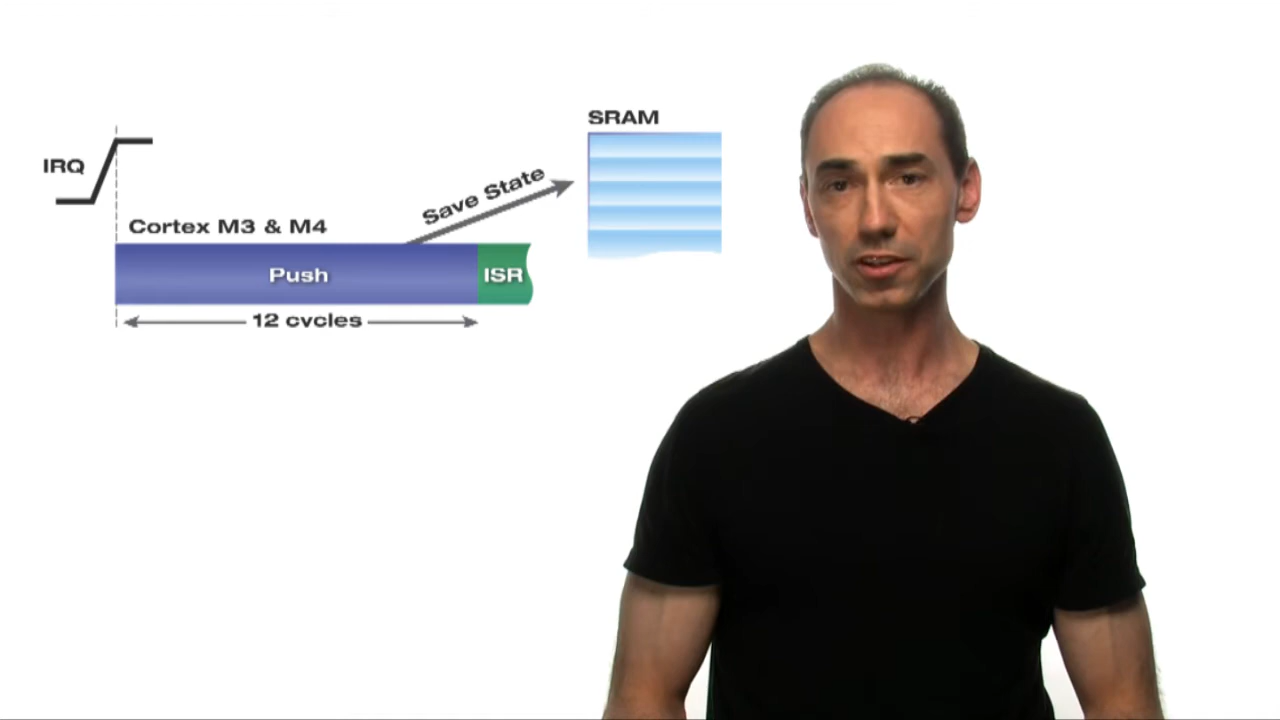 SRAM
IRQ
Save State
Cortex M3 & M4
Push
ISR
12 cycles